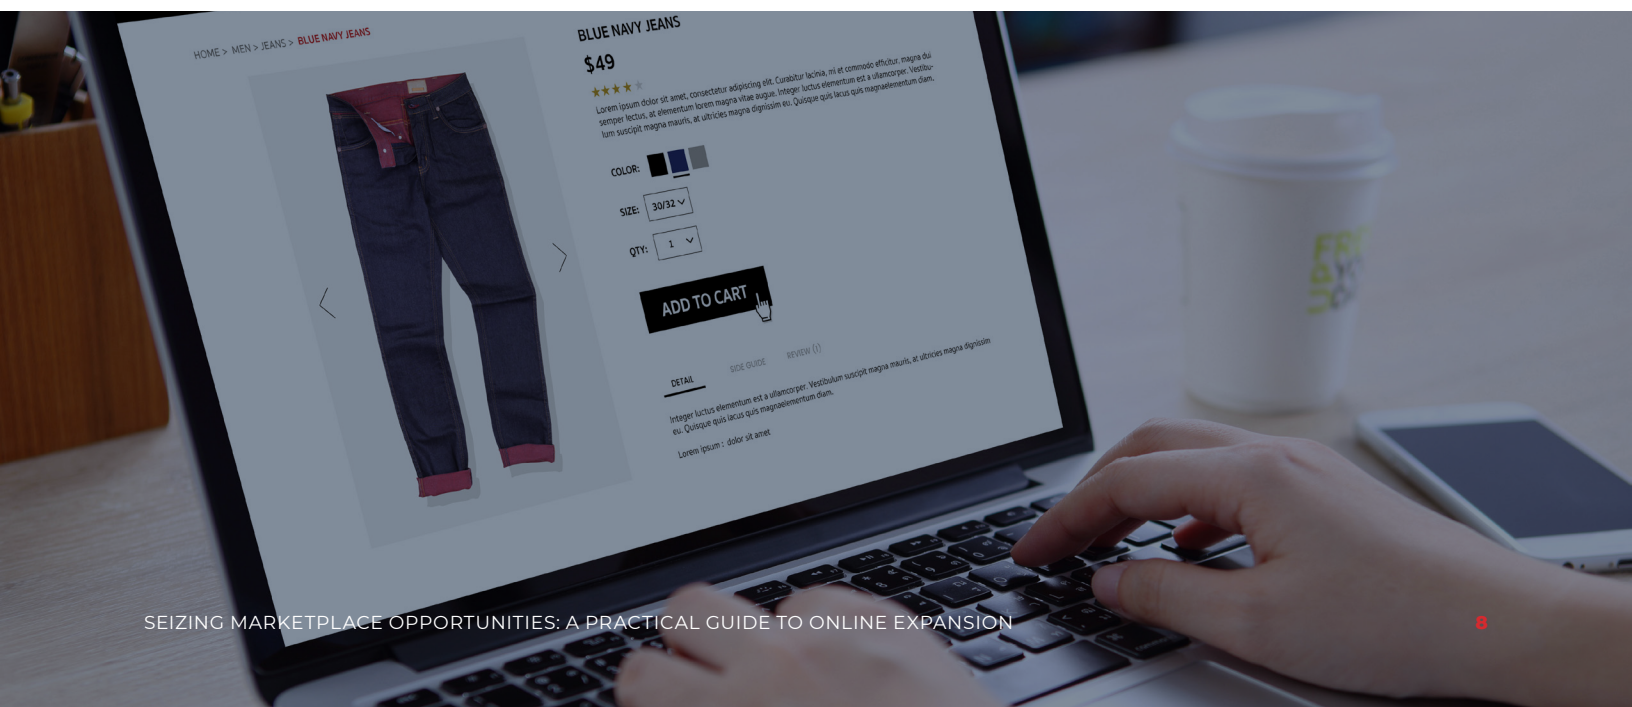 HOME > MEN > JEANS > BLUE NAVY JEANS
BLUE NAVY JEANS
$49
Lorem ipsum dolor sit amet, consectetur adipiscing elit. Curabitur lacinia, mi et commodo efficitur, magna dui
semper lectus, at elementum lorem magna vitae augue. Integer luctus elementum est a ullamcorper. Vestibu-
lum suscipit magna mauris, at ultricies magna dignissim eu. Quisque quis lacus quis magnaelementum diam.
COLOR:
SIZE: 30/32
QTY: 1
ADD TO CART
DETAIL SIDE GUIDE REVIEW (1)
Integer luctus elementum est a ullamcorper. Vestibulum suscipit magna mauris, at ultricies magna dignissim
eu. Quisque quis lacus quis magnaelementum diam.
Lorem ipsum : dolor sit amet
SEIZING MARKETPLACE OPPORTUNITIES: A PRACTICAL GUIDE TO ONLINE EXPANSION 8